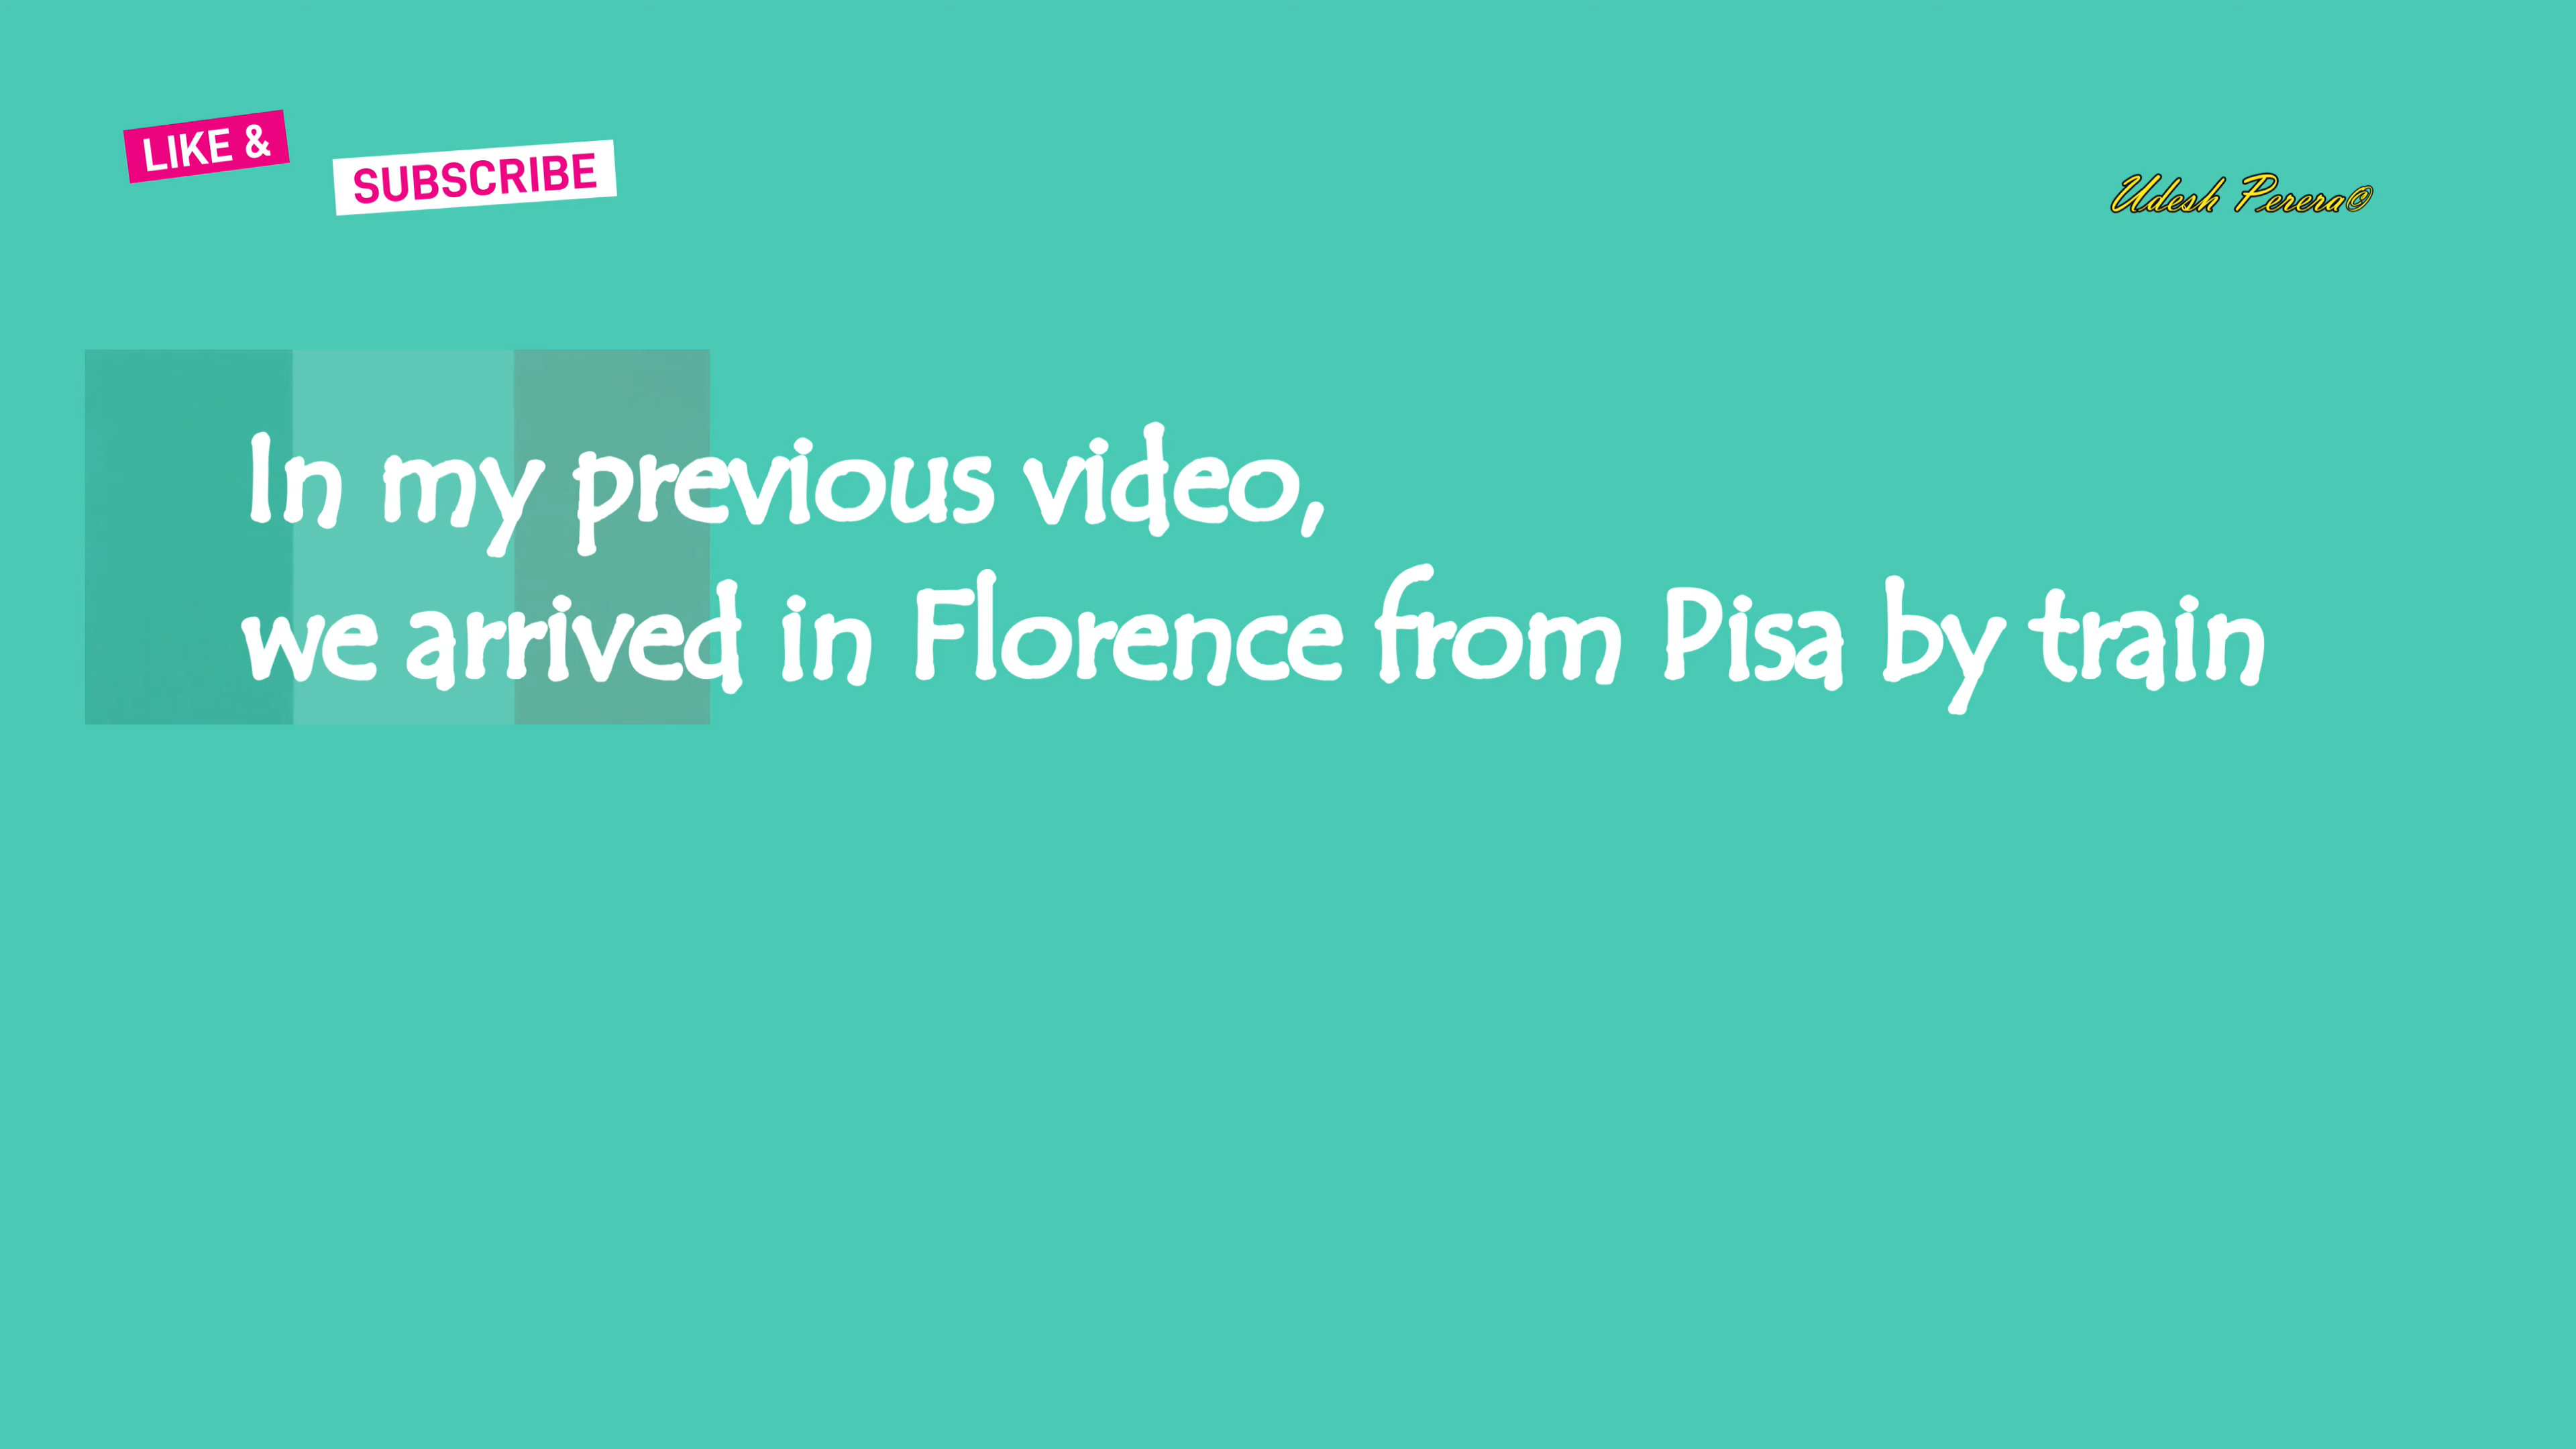 LIKE &
SUBSCRIBE
Udesh Perera©
In my previous video,
we arrived in Florence from Pisa by train